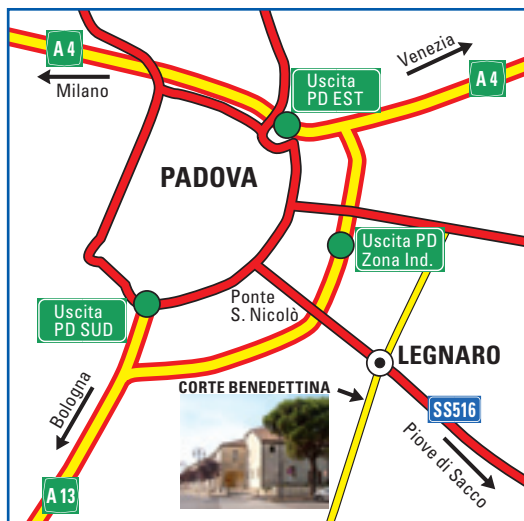 A 4
Milano
Uscita
PD EST
Venezia
A 4
PADOVA
Uscita PD
Zona Ind.
Uscita
PD SUD
Ponte
S. Nicolò
LEGNARO
CORTE BENEDETTINA
Bologna
SS516
Piove di Sacco
A 13